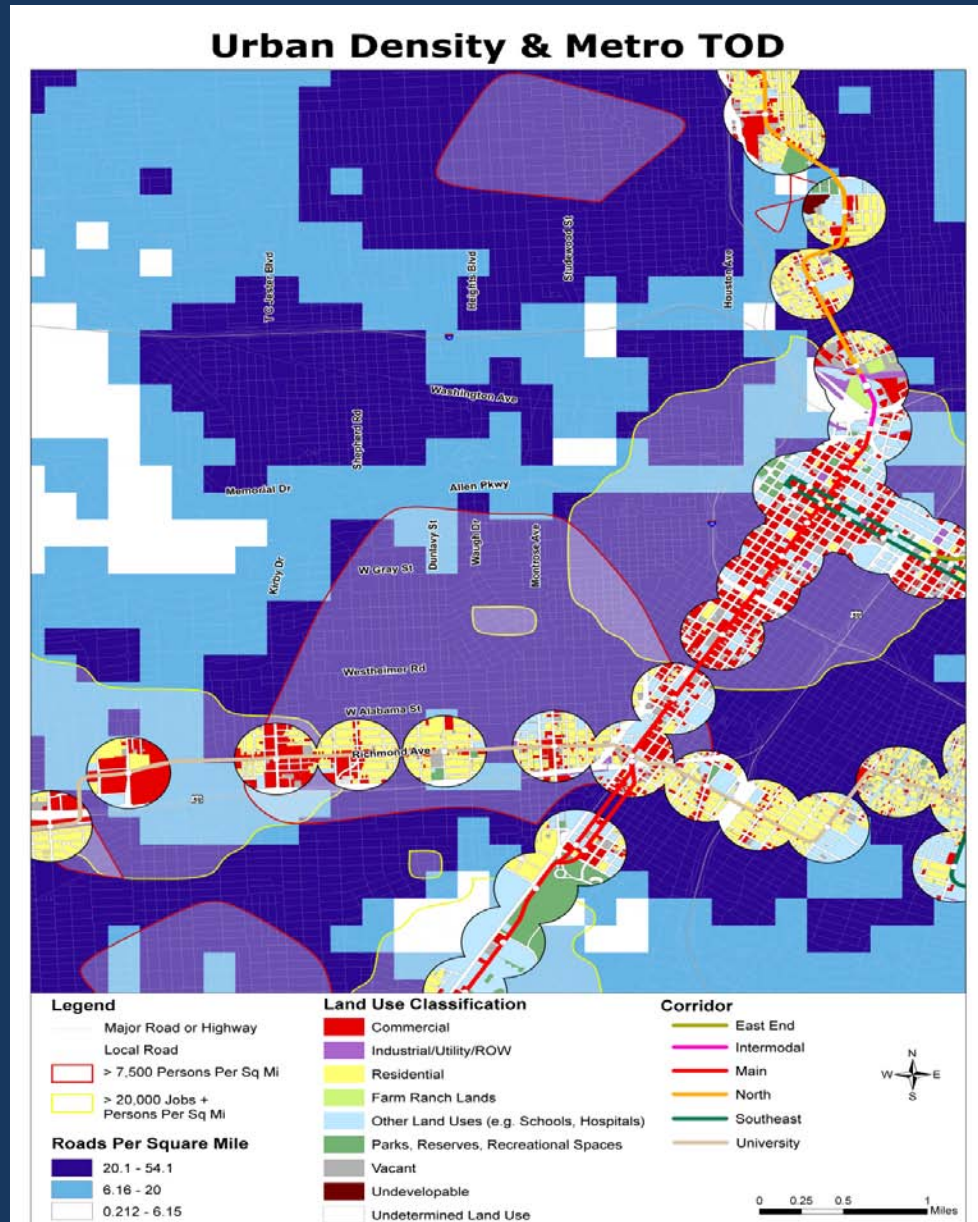 Urban Density & Metro TOD
T C Jester Blvd
Heights Blvd
Studewood St
Houston Ave
Washington Ave
Shepherd Rd
Memorial Dr
Allen Pkwy
Kirby Dr
W Gray St
Dunlavy St
Waugh Dr
Montrose Ave
Westheimer Rd
W Alabama St
Richmond Ave
Legend
Major Road or Highway
Local Road
> 7,500 Persons Per Sq Mi
> 20,000 Jobs +
Persons Per Sq Mi
Roads Per Square Mile
20.1 - 54.1
6.16 - 20
0.212 - 6.15
Land Use Classification
Commercial
Industrial/Utility/ROW
Residential
Farm Ranch Lands
Other Land Uses (e.g. Schools, Hospitals)
Parks, Reserves, Recreational Spaces
Vacant
Undevelopable
Undetermined Land Use
Corridor
East End
Intermodal
Main
North
Southeast
University
N
W E
S
0 0.25 0.5 1
Miles